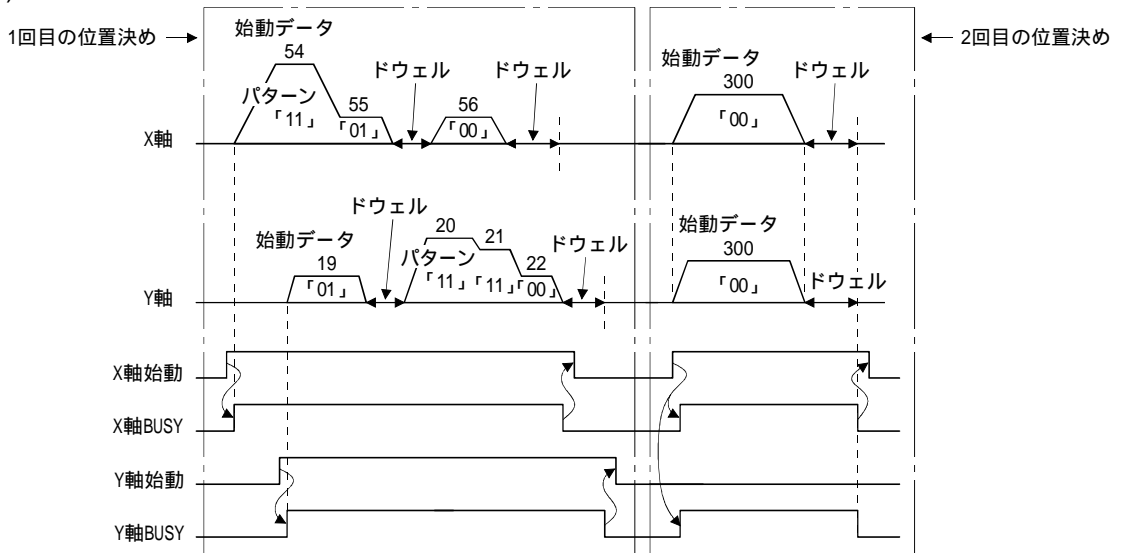 )
1回目の位置決め
始動データ
54
パターン
「11」
55
「01」
ドウェル
56
「00」
ドウェル
X軸
始動データ
300
「00」
ドウェル
2回目の位置決め
始動データ
19
「01」
ドウェル
20
パターン
「11」
21
「11」
22
「00」
ドウェル
Y軸
始動データ
300
「00」
ドウェル
X軸始動
X軸BUSY
Y軸始動
Y軸BUSY